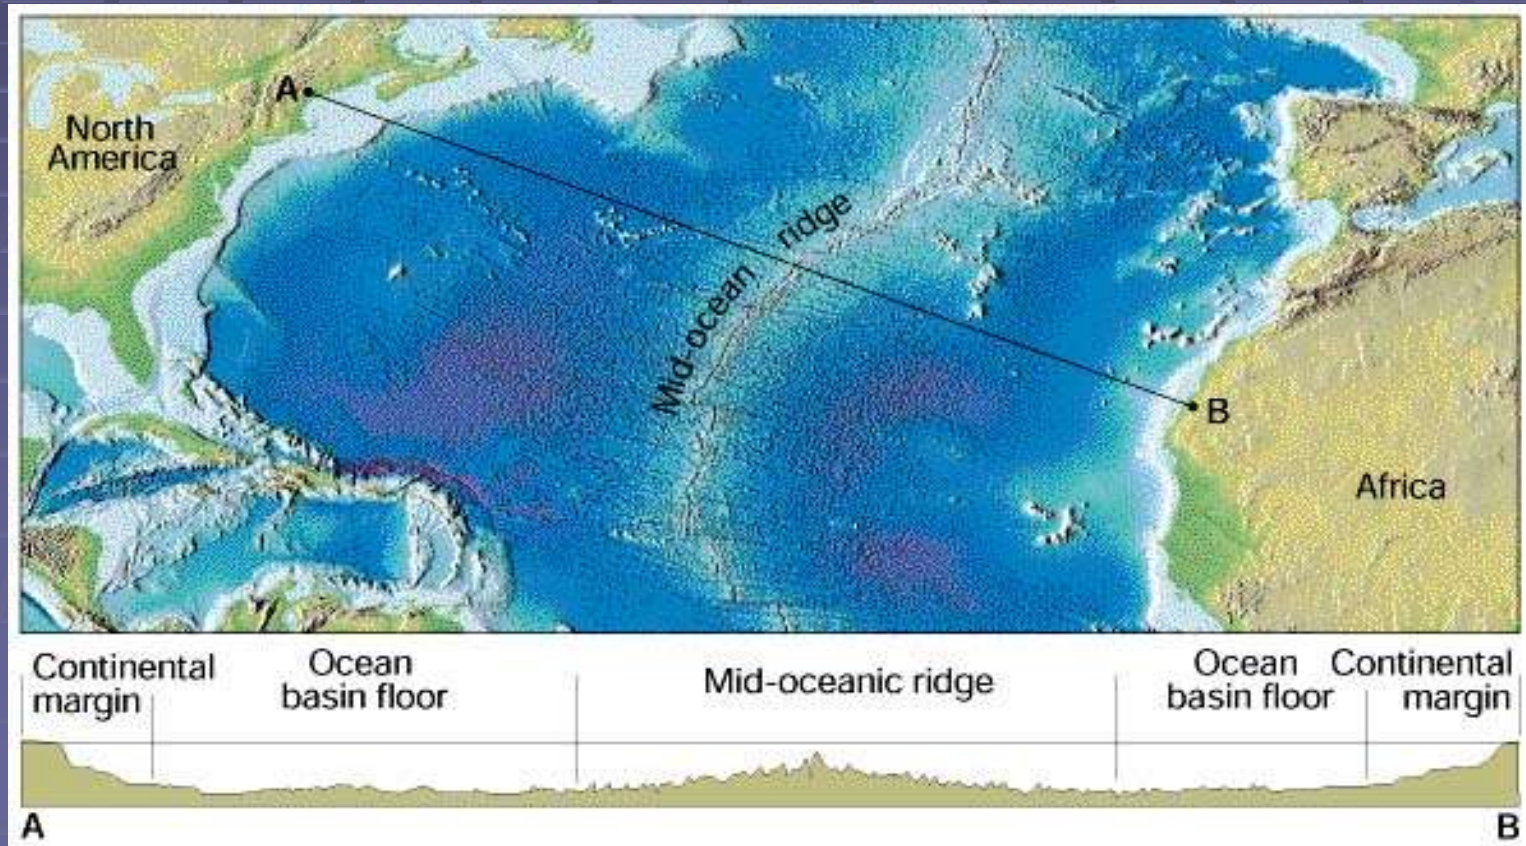 A
North
America
Mid-ocean ridge
B
Africa
Continental
margin
Ocean
basin floor
Mid-oceanic ridge
Ocean
basin floor
Continental
margin
A
B